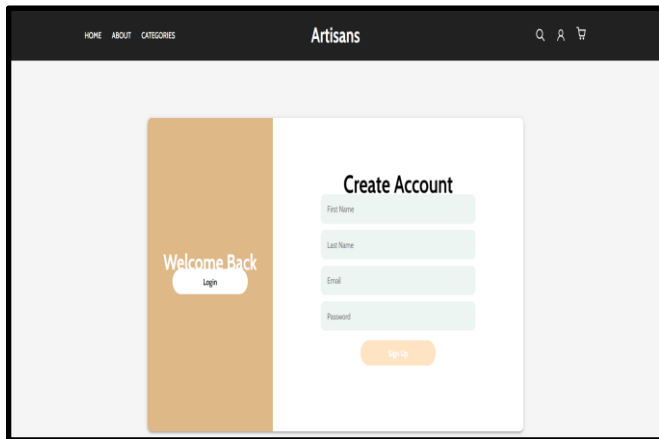 HOME ABOUT CATEGORIES Artisans
Create Account
First Name
Last Name
Welcome Back
Login
Email
Password
Sign Up